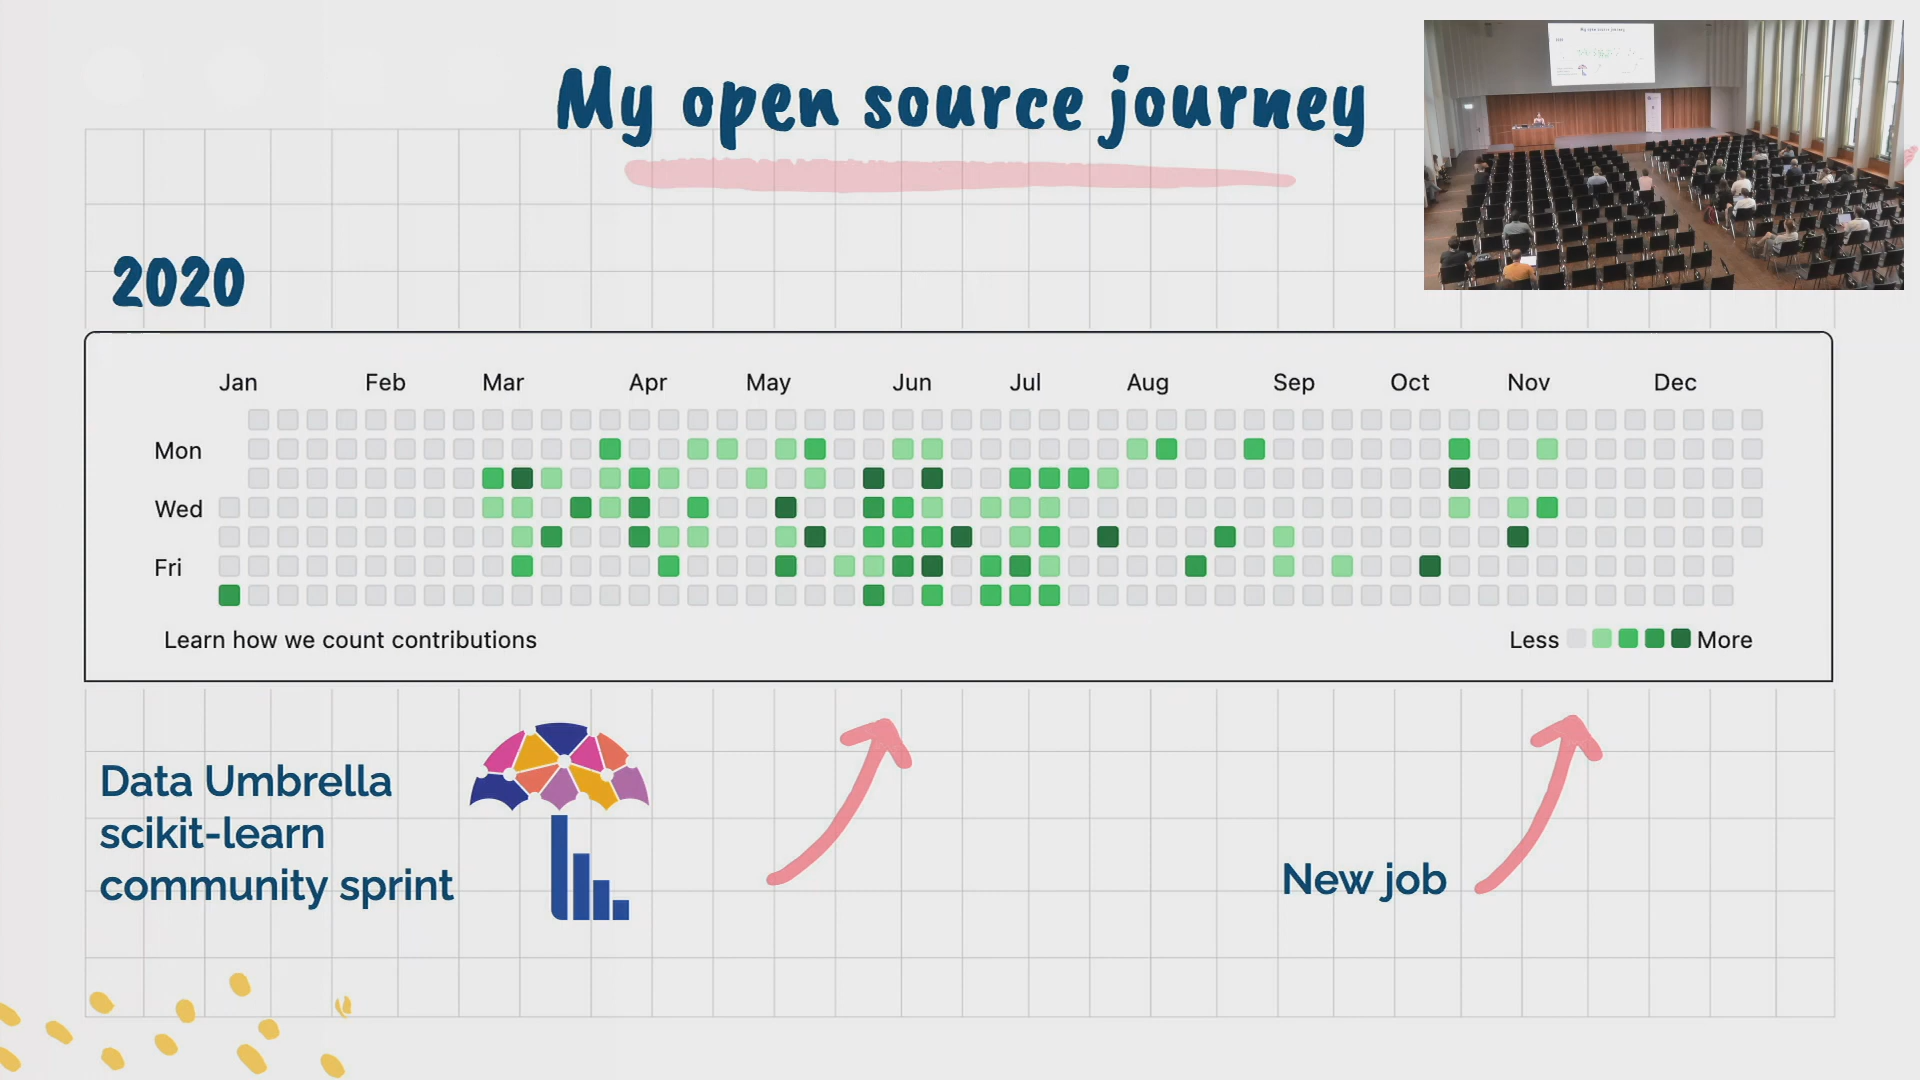 My open source journey
2020
Jan Feb Mar Apr May Jun Jul Aug Sep Oct Nov Dec
Mon
Wed
Fri
Learn how we count contributions
Less More
Data Umbrella
scikit-learn
community sprint
New job